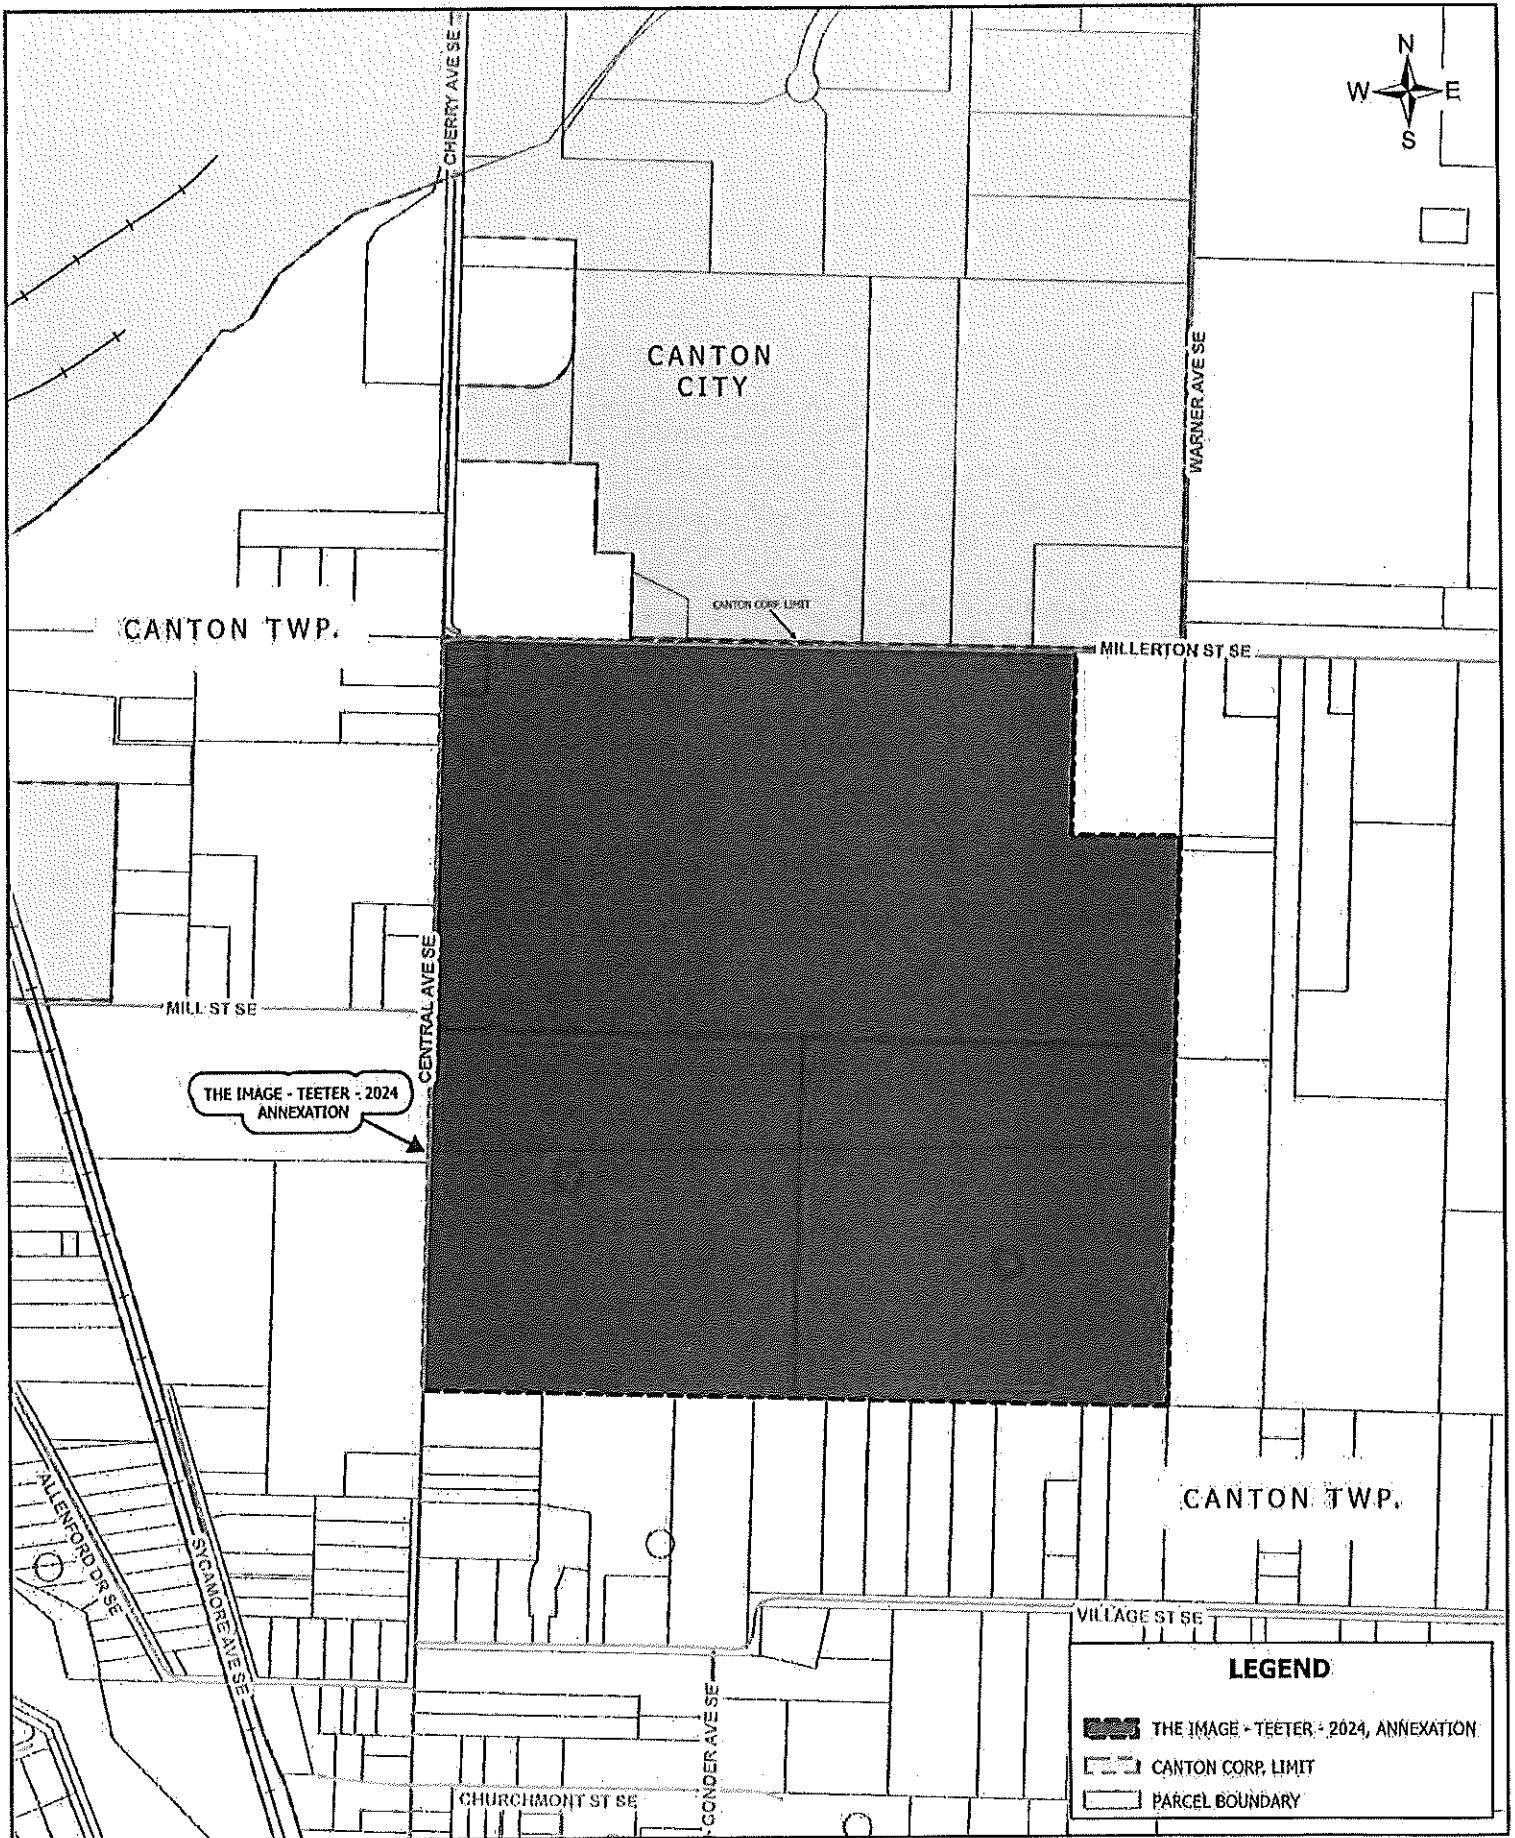 N
W E
S
CHERRY AVE SE
CANTON
CITY
WARNER AVE SE
CANTON CORP. LIMIT
CANTON TWP.
MILLERTON ST SE
CENTRAL AVE SE
MILL ST SE
THE IMAGE - TEETER - 2024
ANNEXATION
CANTON TWP.
ALLENFORD DR SE
SYCAMORE AVE SE
VILLAGE ST SE
CONDER AVE SE
CHURCHMONT ST SE
LEGEND
THE IMAGE - TEETER - 2024, ANNEXATION
CANTON CORP. LIMIT
PARCEL BOUNDARY